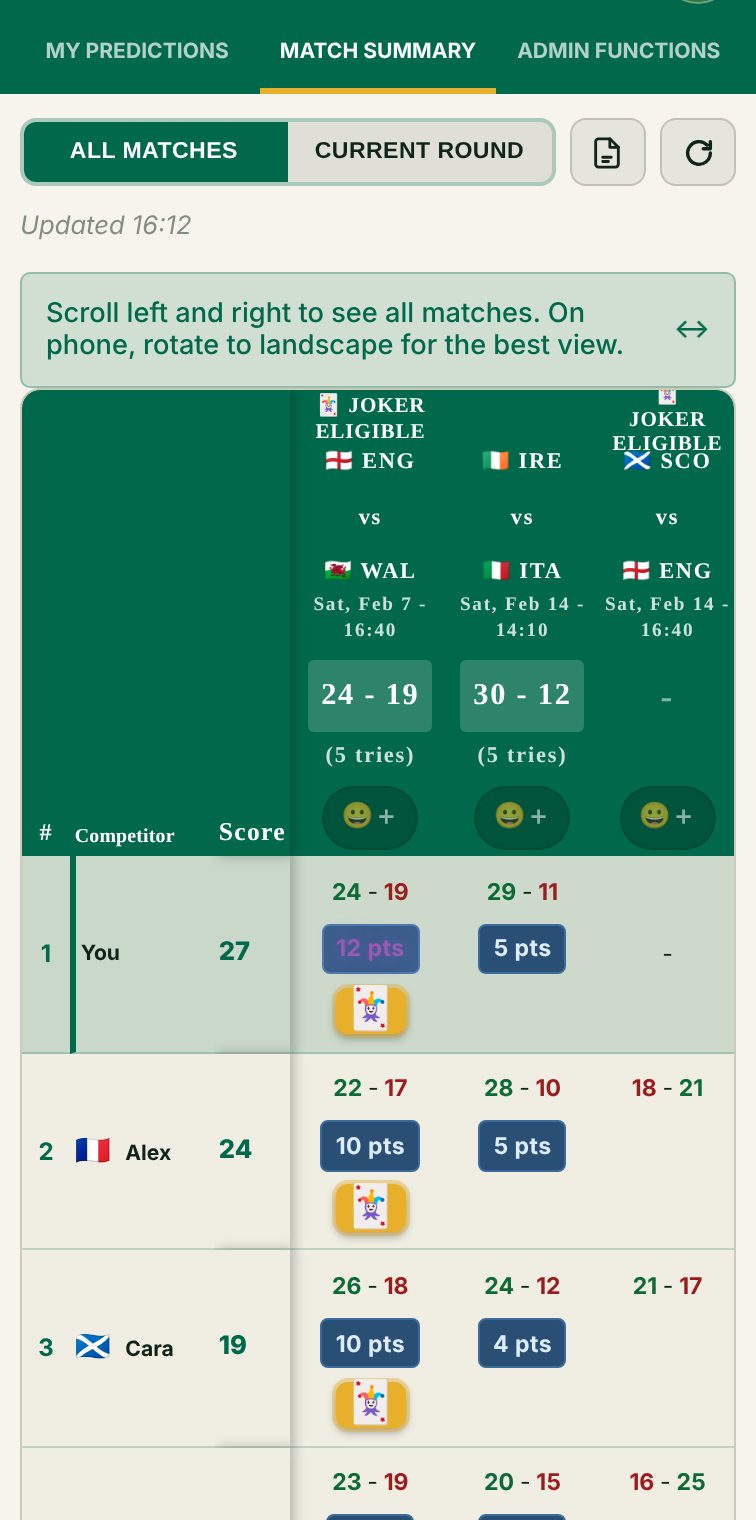 MY PREDICTIONS MATCH SUMMARY ADMIN FUNCTIONS
ALL MATCHES CURRENT ROUND
Updated 16:12
Scroll left and right to see all matches. On
phone, rotate to landscape for the best view.
JOKER
ELIGIBLE
ENG
vs
WAL
Sat, Feb 7 -
16:40
24 - 19
(5 tries)
+
IRE
vs
ITA
Sat, Feb 14 -
14:10
30 - 12
(5 tries)
+
JOKER
ELIGIBLE
SCO
vs
ENG
Sat, Feb 14 -
16:40
-
+
# Competitor Score
24 - 19 29 - 11
1 You 27 12 pts 5 pts -
22 - 17 28 - 10 18 - 21
2 Alex 24 10 pts 5 pts
26 - 18 24 - 12 21 - 17
3 Cara 19 10 pts 4 pts
23 - 19 20 - 15 16 - 25